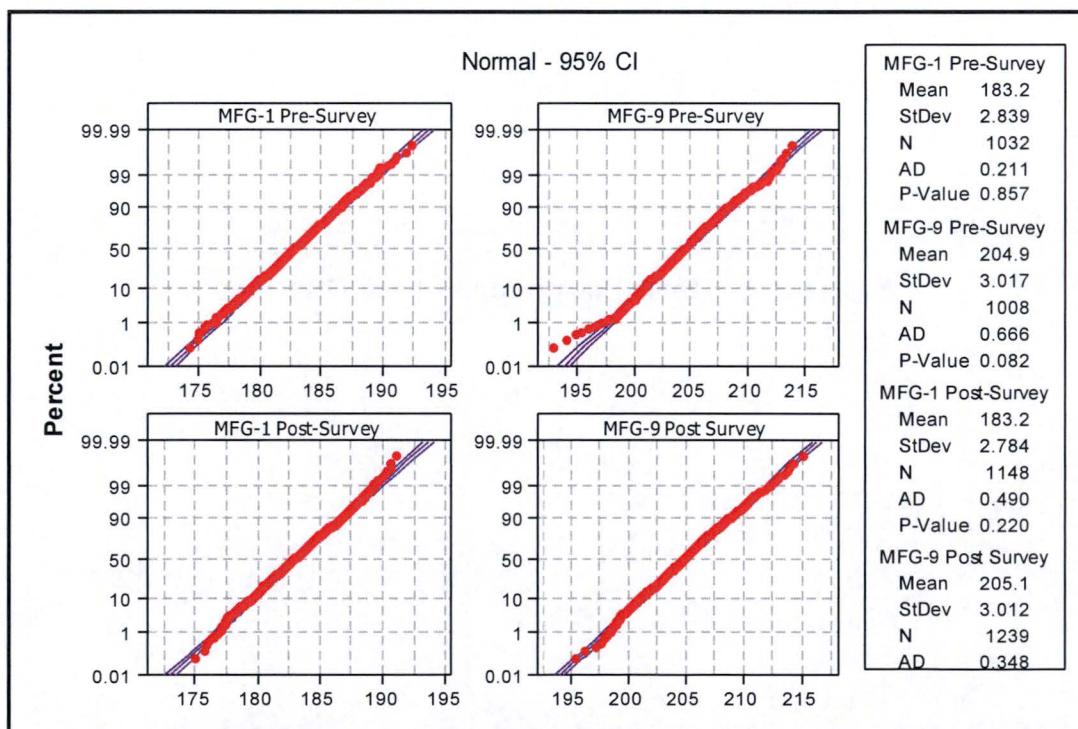 Normal - 95% CI
MFG-1 Pre-Survey
MFG-9 Pre-Survey
99.99
99
90
50
10
1
0.01
175 180 185 190 195
195 200 205 210 215
MFG-1 Post-Survey
MFG-9 Post Survey
99.99
99
90
50
10
1
0.01
175 180 185 190 195
195 200 205 210 215
Percent
MFG-1 Pre-Survey
Mean 183.2
StDev 2.839
N 1032
AD 0.211
P-Value 0.857
MFG-9 Pre-Survey
Mean 204.9
StDev 3.017
N 1008
AD 0.666
P-Value 0.082
MFG-1 Post-Survey
Mean 183.2
StDev 2.784
N 1148
AD 0.490
P-Value 0.220
MFG-9 Post Survey
Mean 205.1
StDev 3.012
N 1239
AD 0.348